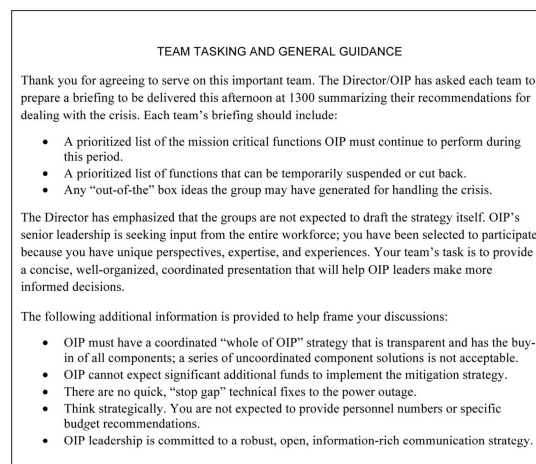 TEAM TASKING AND GENERAL GUIDANCE
Thank you for agreeing to serve on this important team. The Director/OIP has asked each team to
prepare a briefing to be delivered this afternoon at 1300 summarizing their recommendations for
dealing with the crisis. Each team’s briefing should include:
• A prioritized list of the mission critical functions OIP must continue to perform during
this period.
• A prioritized list of functions that can be temporarily suspended or cut back.
• Any “out-of-the” box ideas the group may have generated for handling the crisis.
The Director has emphasized that the groups are not expected to draft the strategy itself. OIP’s
senior leadership is seeking input from the entire workforce; you have been selected to participate
because you have unique perspectives, expertise, and experiences. Your team’s task is to provide
a concise, well-organized, coordinated presentation that will help OIP leaders make more
informed decisions.
The following additional information is provided to help frame your discussions:
• OIP must have a coordinated “whole of OIP” strategy that is transparent and has the buy-
in of all components; a series of uncoordinated component solutions is not acceptable.
• OIP cannot expect significant additional funds to implement the mitigation strategy.
• There are no quick, “stop gap” technical fixes to the power outage.
• Think strategically. You are not expected to provide personnel numbers or specific
budget recommendations.
• OIP leadership is committed to a robust, open, information-rich communication strategy.